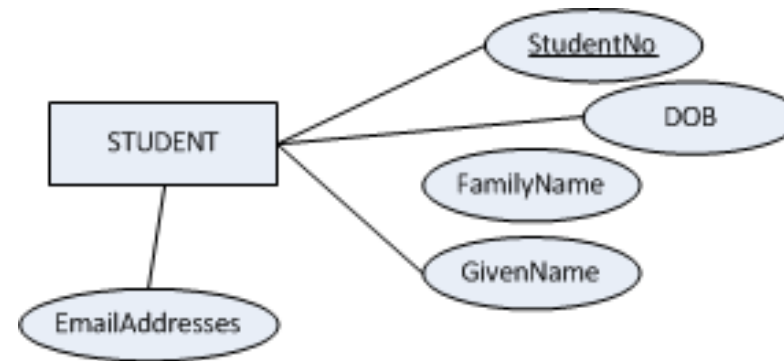 StudentNo
DOB
STUDENT
FamilyName
GivenName
EmailAddresses